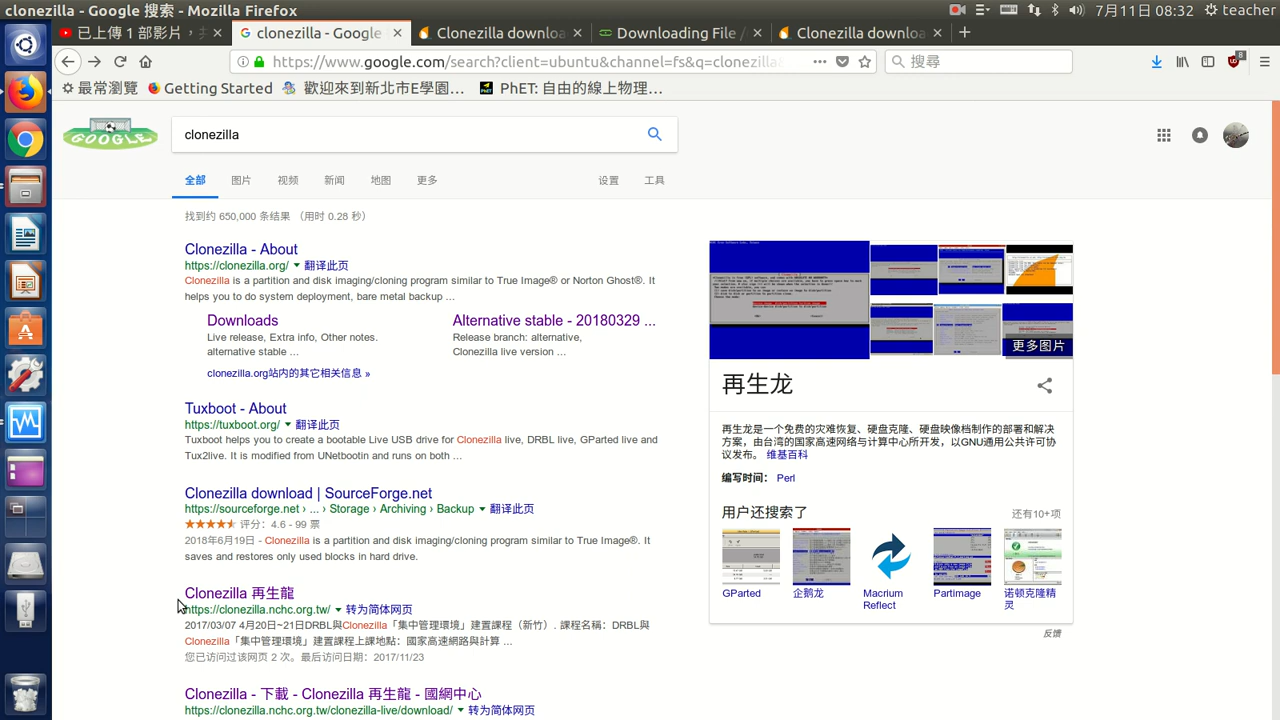 clonezilla - Google 搜索 - Mozilla Firefox
7月11日 08:32 teacher
已上傳 1 部影片，
clonezilla - Google
Clonezilla downloa
Downloading File /
Clonezilla downloa
https://www.google.com/search?client=ubuntu&channel=fs&q=clonezilla
搜尋
8
最常瀏覽
Getting Started
歡迎來到新北市E學園…
PhET: 自由的線上物理…
GOOGLE
clonezilla
全部
图片
视频
新闻
地图
更多
设置
工具
找到约 650,000 条结果 （用时 0.28 秒）
Clonezilla - About
https://clonezilla.org/ 翻译此页
Clonezilla is a partition and disk imaging/cloning program similar to True Image® or Norton Ghost®. It
helps you to do system deployment, bare metal backup ...
Downloads
Live release, Extra info, Other notes.
alternative stable ...
Alternative stable - 20180329 ...
Release branch: alternative,
Clonezilla live version ...
clonezilla.org站内的其它相关信息 »
Tuxboot - About
https://tuxboot.org/ 翻译此页
Tuxboot helps you to create a bootable Live USB drive for Clonezilla live, DRBL live, GParted live and
Tux2live. It is modified from UNetbootin and runs on both ...
Clonezilla download | SourceForge.net
https://sourceforge.net › ... › Storage › Archiving › Backup 翻译此页
评分：4.6 - 99 票
2018年6月19日 - Clonezilla is a partition and disk imaging/cloning program similar to True Image®. It
saves and restores only used blocks in hard drive.
Clonezilla 再生龍
https://clonezilla.nchc.org.tw/ 转为简体网页
2017/03/07 4月20日~21日DRBL與Clonezilla「集中管理環境」建置課程（新竹）. 課程名稱：DRBL與
Clonezilla「集中管理環境」建置課程上課地點：國家高速網路與計算 ...
您已访问过该网页 2 次。最后访问日期：2017/11/23
Clonezilla - 下載 - Clonezilla 再生龍 - 國網中心
https://clonezilla.nchc.org.tw/clonezilla-live/download/ 转为简体网页
更多图片
再生龙
再生龙是一个免费的灾难恢复、硬盘克隆、硬盘映像档制作的部署和解决
方案，由台湾的国家高速网络与计算中心所开发，以GNU通用公共许可协
议发布。 维基百科
编写时间： Perl
用户还搜索了
还有10+项
GParted
企鹅龙
Macrium
Reflect
Partimage
诺顿克隆精
灵
反馈